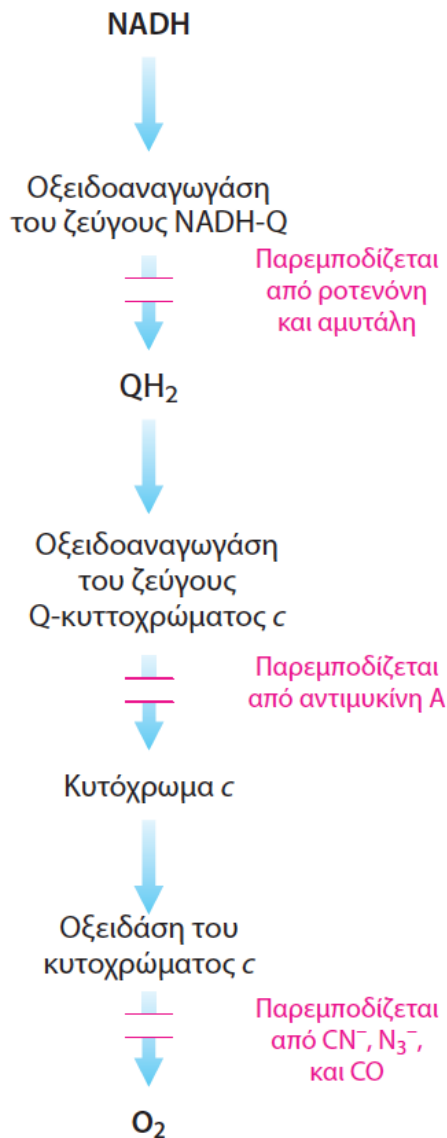 NADH
Οξειδοαναγωγάση
του ζεύγους NADH-Q
Παρεμποδίζεται
από ροτενόνη
και αμυτάλη
QH₂
Οξειδοαναγωγάση
του ζεύγους
Q-κυττοχρώματος c
Παρεμποδίζεται
από αντιμυκίνη Α
Κυτόχρωμα c
Οξειδάση του
κυτοχρώματος c
Παρεμποδίζεται
από CN⁻, N₃⁻,
και CO
O₂